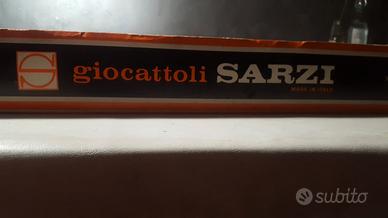 giocattoli SARZI
MADE IN ITALY
subito